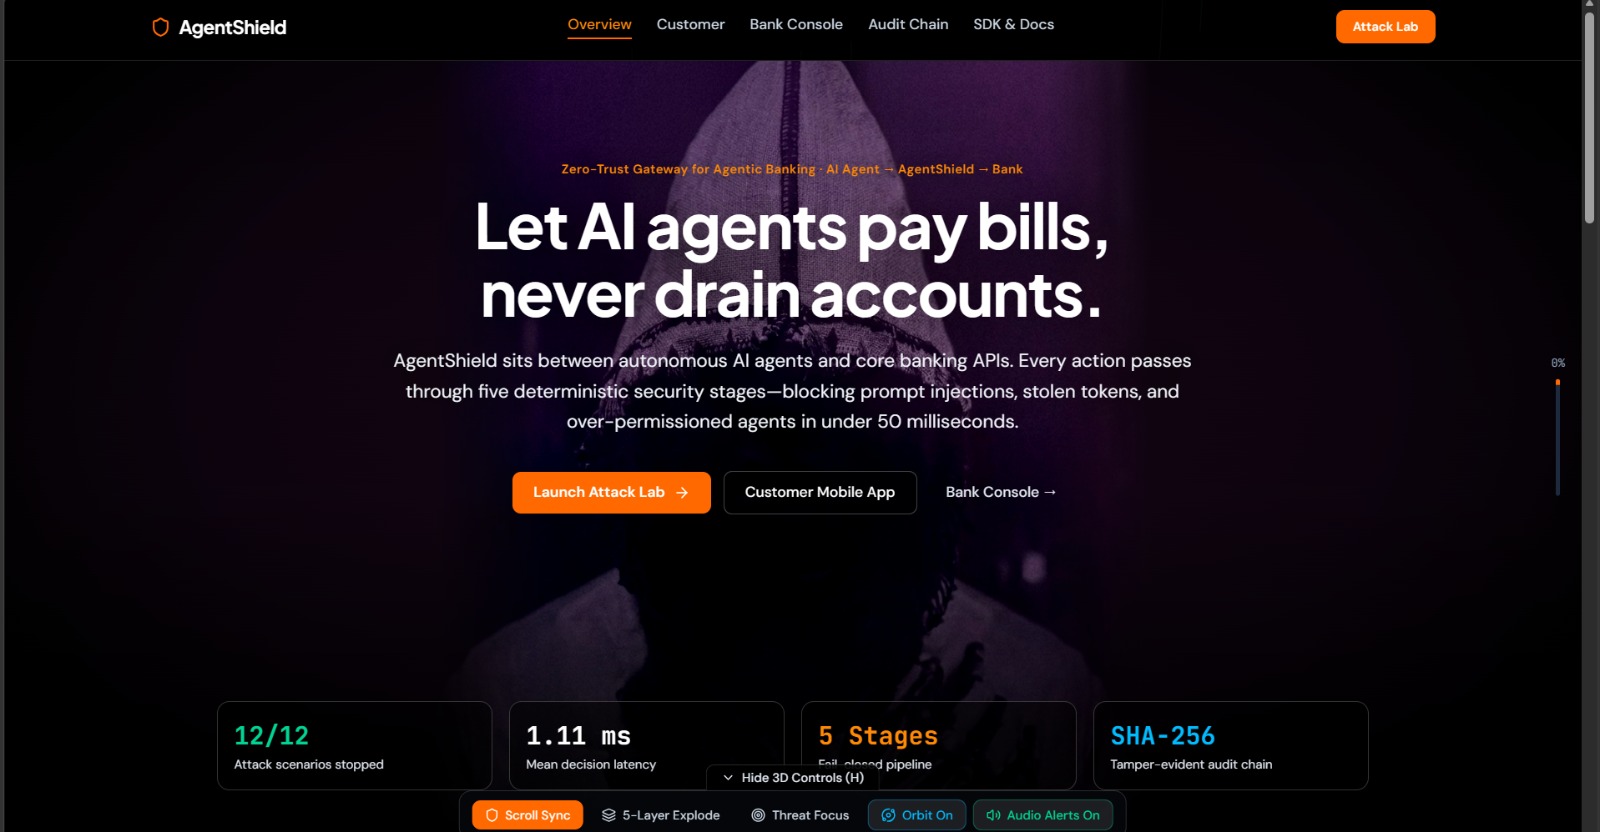 AgentShield
Overview
Customer
Bank Console
Audit Chain
SDK & Docs
Attack Lab
Zero-Trust Gateway for Agentic Banking · AI Agent → AgentShield → Bank
Let AI agents pay bills,
never drain accounts.
AgentShield sits between autonomous AI agents and core banking APIs. Every action passes
through five deterministic security stages—blocking prompt injections, stolen tokens, and
over-permissioned agents in under 50 milliseconds.
0%
Launch Attack Lab →
Customer Mobile App
Bank Console →
12/12
Attack scenarios stopped
1.11 ms
Mean decision latency
5 Stages
Fail-closed pipeline
SHA-256
Tamper-evident audit chain
Hide 3D Controls (H)
Scroll Sync
5-Layer Explode
Threat Focus
Orbit On
Audio Alerts On